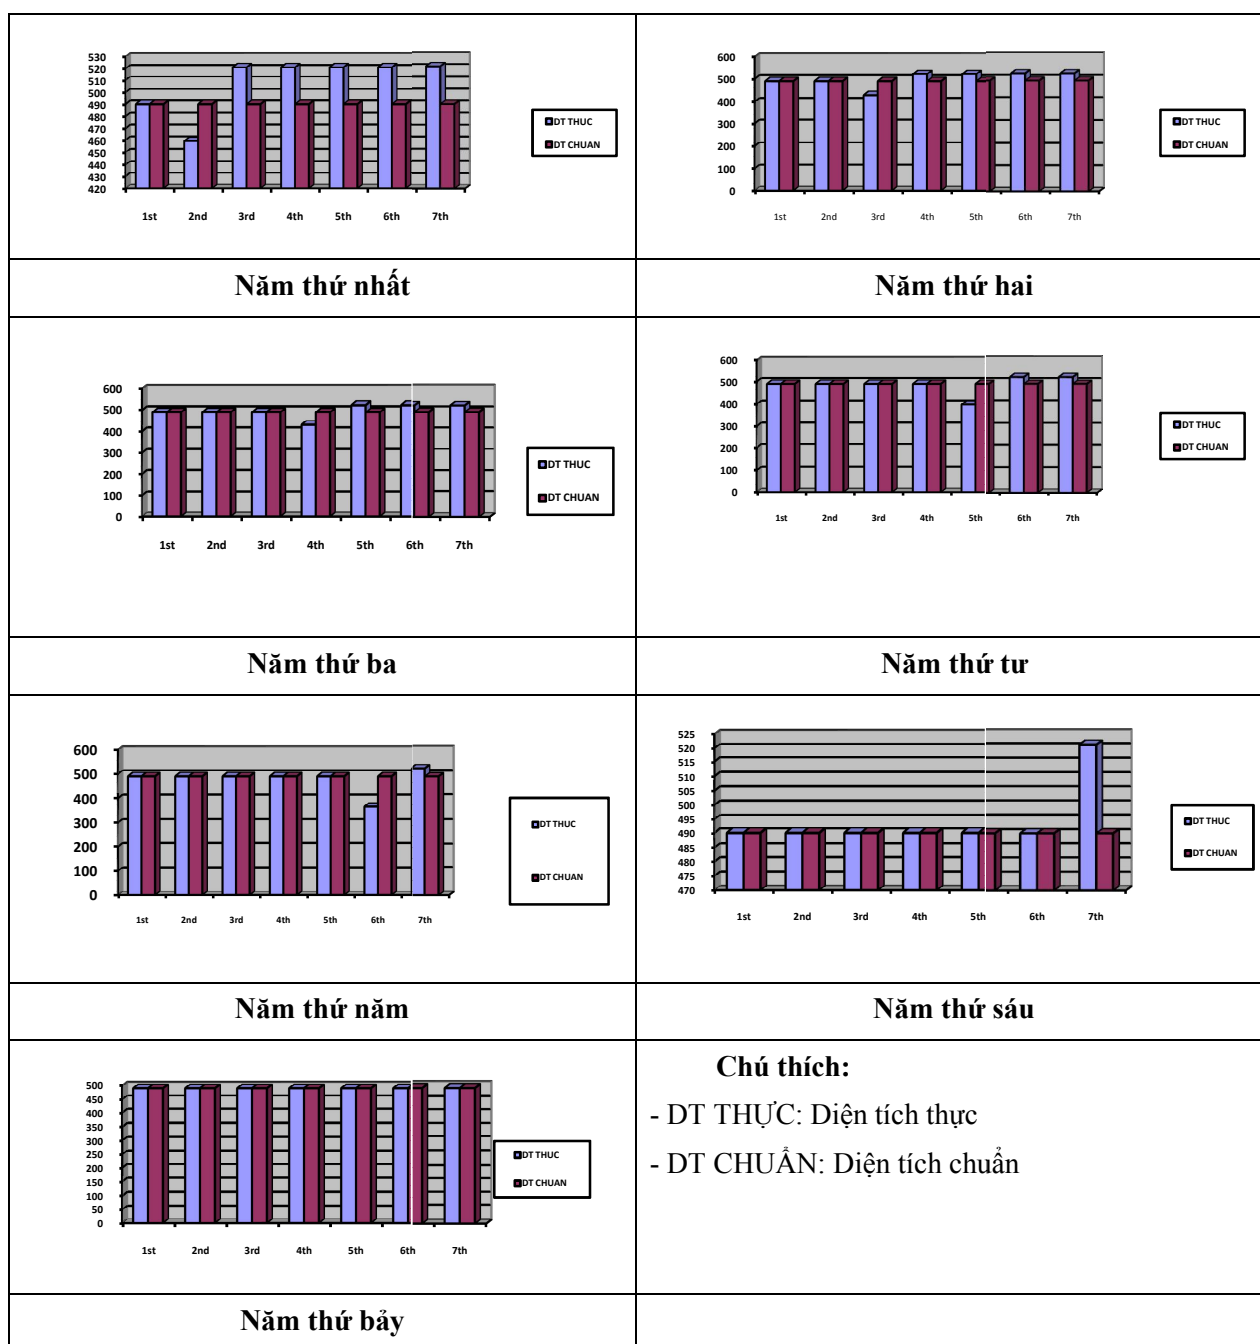 530
520
510
500
490
480
470
460
450
440
430
420
1st 2nd 3rd 4th 5th 6th 7th
DT THUC
DT CHUAN
600
500
400
300
200
100
0
1st 2nd 3rd 4th 5th 6th 7th
DT THUC
DT CHUAN
Năm thứ nhất
Năm thứ hai
600
500
400
300
200
100
0
1st 2nd 3rd 4th 5th 6th 7th
DT THUC
DT CHUAN
600
500
400
300
200
100
0
1st 2nd 3rd 4th 5th 6th 7th
DT THUC
DT CHUAN
Năm thứ ba
Năm thứ tư
600
500
400
300
200
100
0
1st 2nd 3rd 4th 5th 6th 7th
DT THUC
DT CHUAN
525
520
515
510
505
500
495
490
485
480
475
470
1st 2nd 3rd 4th 5th 6th 7th
DT THUC
DT CHUAN
Năm thứ năm
Năm thứ sáu
500
450
400
350
300
250
200
150
100
50
0
1st 2nd 3rd 4th 5th 6th 7th
DT THUC
DT CHUAN
Chú thích:
- DT THỰC: Diện tích thực
- DT CHUẨN: Diện tích chuẩn
Năm thứ bảy